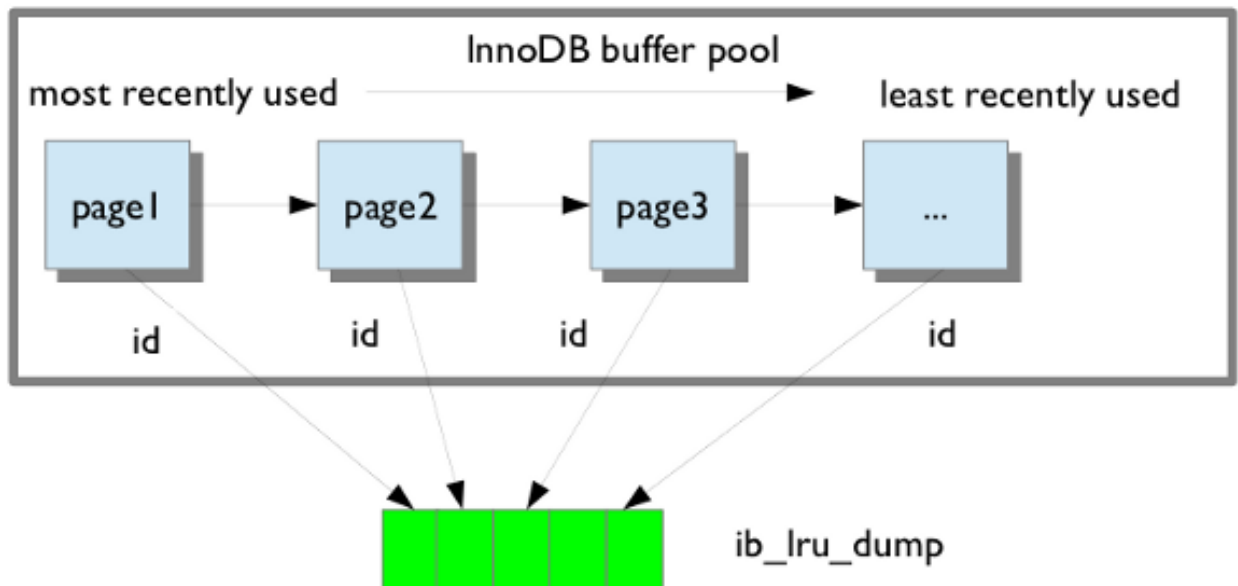 InnoDB buffer pool
most recently used
least recently used
page1
page2
page3
...
id
id
id
id
ib_lru_dump